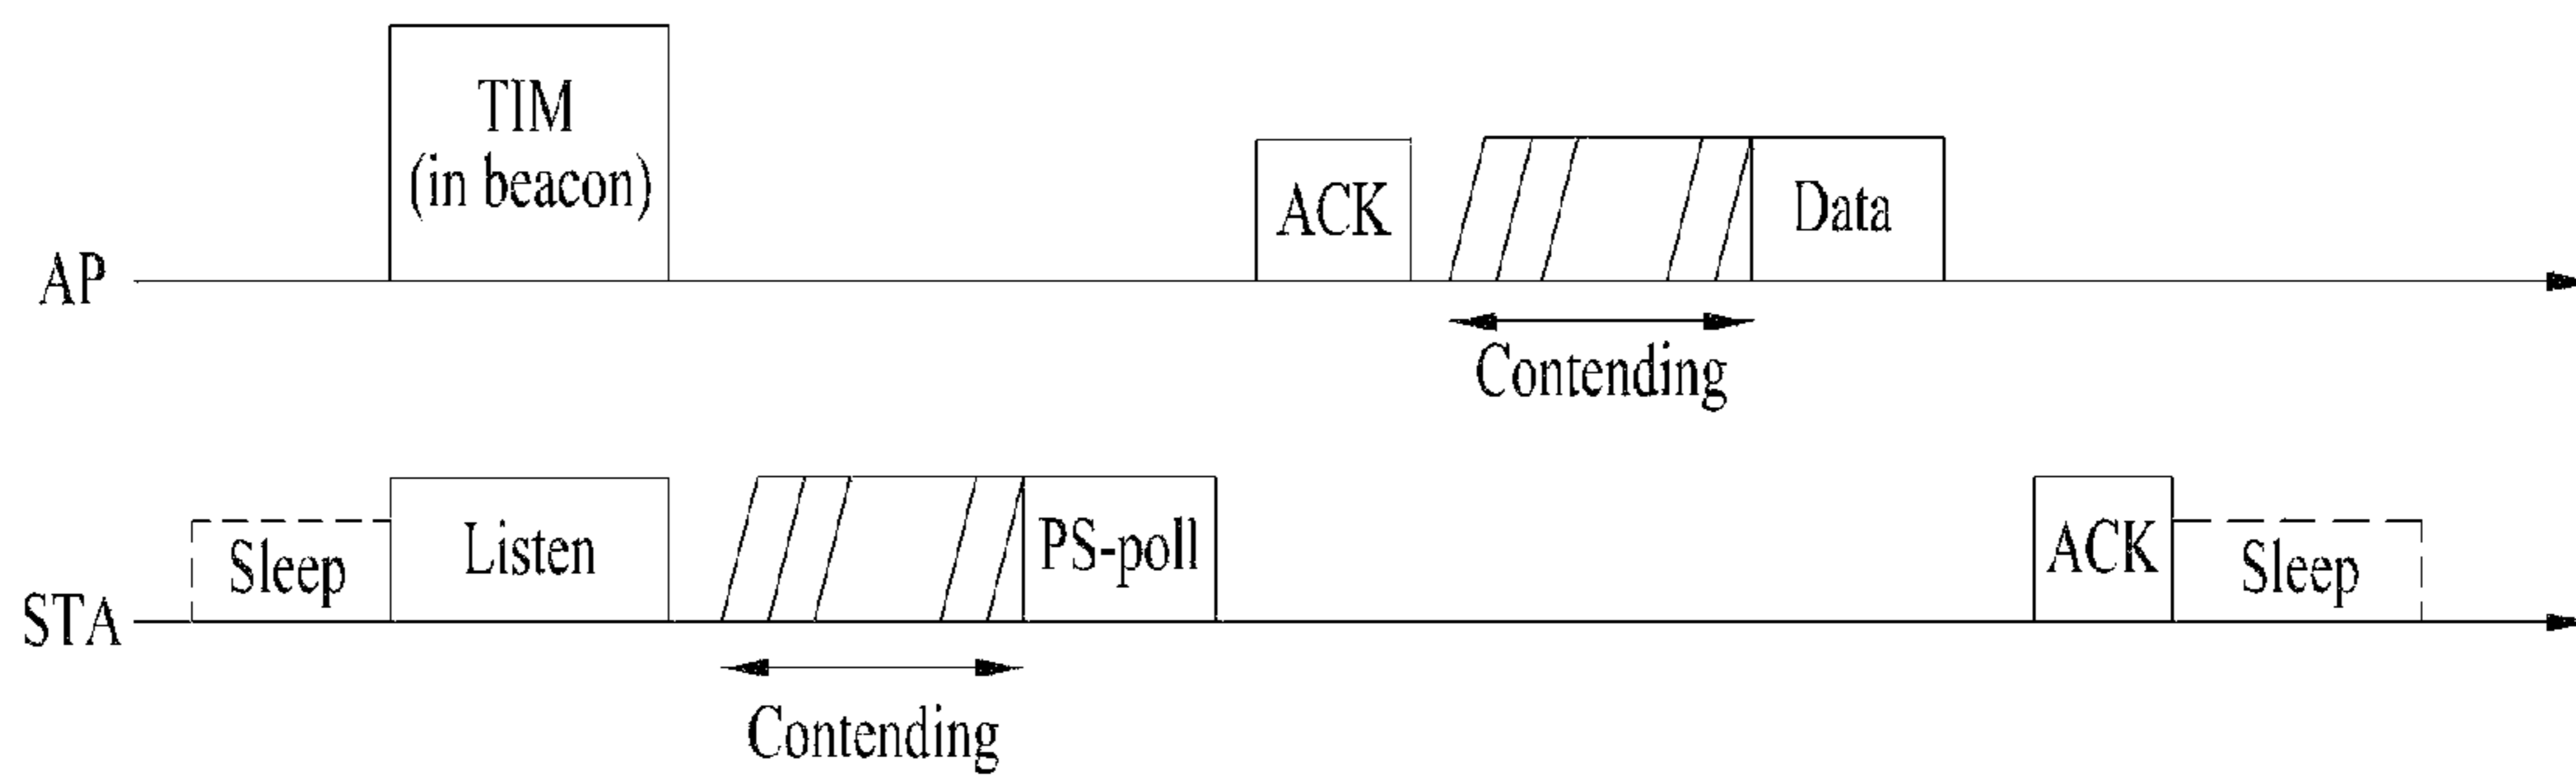 TIM
(in beacon)
ACK
Data
AP
Contending
Sleep
Listen
PS-poll
ACK
Sleep
STA
Contending